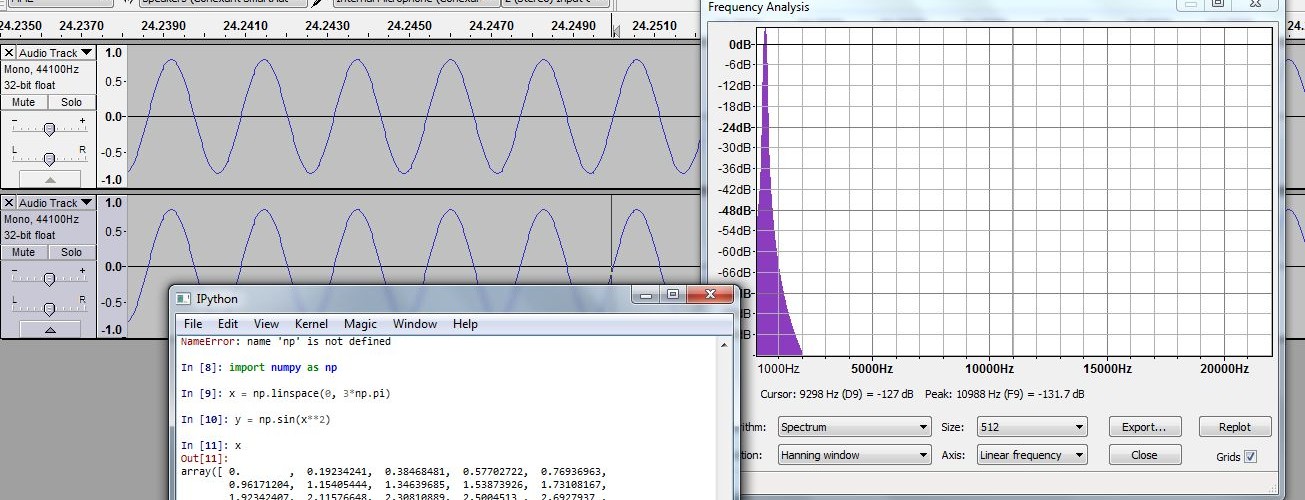 Frequency Analysis
24.2350 24.2370 24.2390 24.2410 24.2430 24.2450 24.2470 24.2490 24.2510 24.
Audio Track 1.0
Mono, 44100Hz
32-bit float 0.5
Mute Solo
0.0
- +
L R -0.5
-1.0
Audio Track 1.0
Mono, 44100Hz
32-bit float 0.5
Mute Solo
0.0
- +
L R -0.5
-1.0
0dB
-6dB
-12dB
-18dB
-24dB
-30dB
-36dB
-42dB
-48dB
-54dB
-60dB
-66dB
dB
dB
1000Hz 5000Hz 10000Hz 15000Hz 20000Hz
Cursor: 9298 Hz (D9) = -127 dB Peak: 10988 Hz (F9) = -131.7 dB
ithm: Spectrum Size: 512 Export... Replot
tion: Hanning window Axis: Linear frequency Close Grids
IPython
File Edit View Kernel Magic Window Help
NameError: name 'np' is not defined
In [8]: import numpy as np
In [9]: x = np.linspace(0, 3*np.pi)
In [10]: y = np.sin(x**2)
In [11]: x
Out[11]:
array([ 0. , 0.19234241, 0.38468481, 0.57702722, 0.76936963,
0.96171204, 1.15405444, 1.34639685, 1.53873926, 1.73108167,
1.92342407, 2.11576648, 2.30810889, 2.5004513 , 2.6927937 ,